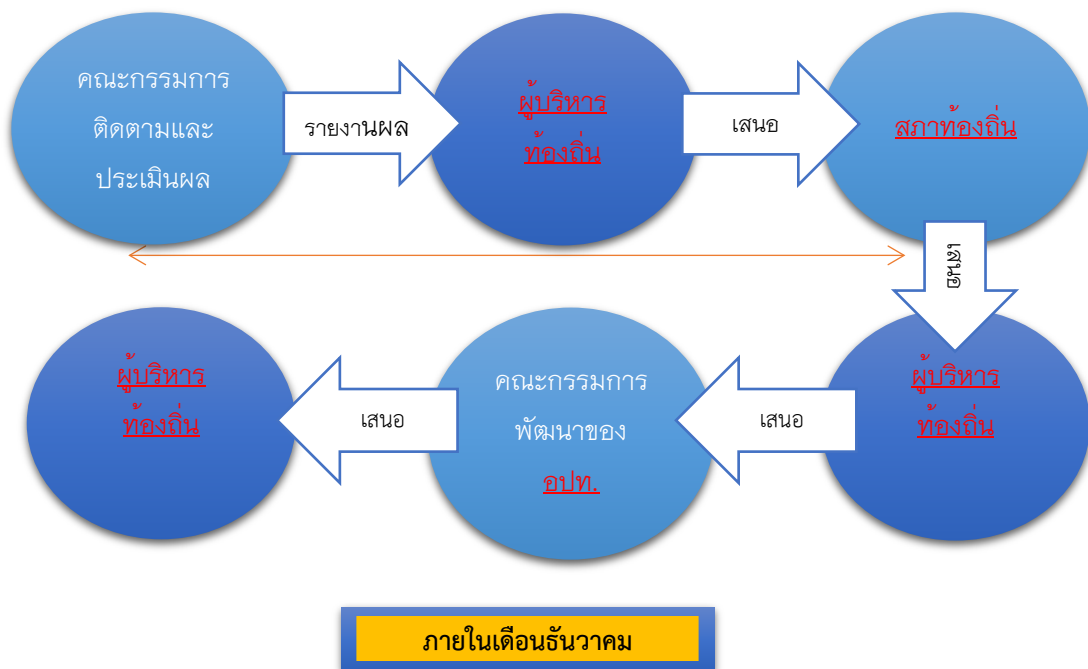 คณะกรรมการ
ติดตามและ
ประเมินผล
รายงานผล
ผู้บริหาร
ท้องถิ่น
เสนอ
สภาท้องถิ่น
เสนอ
ผู้บริหาร
ท้องถิ่น
เสนอ
คณะกรรมการ
พัฒนาของ
อปท.
เสนอ
ผู้บริหาร
ท้องถิ่น
ภายในเดือนธันวาคม